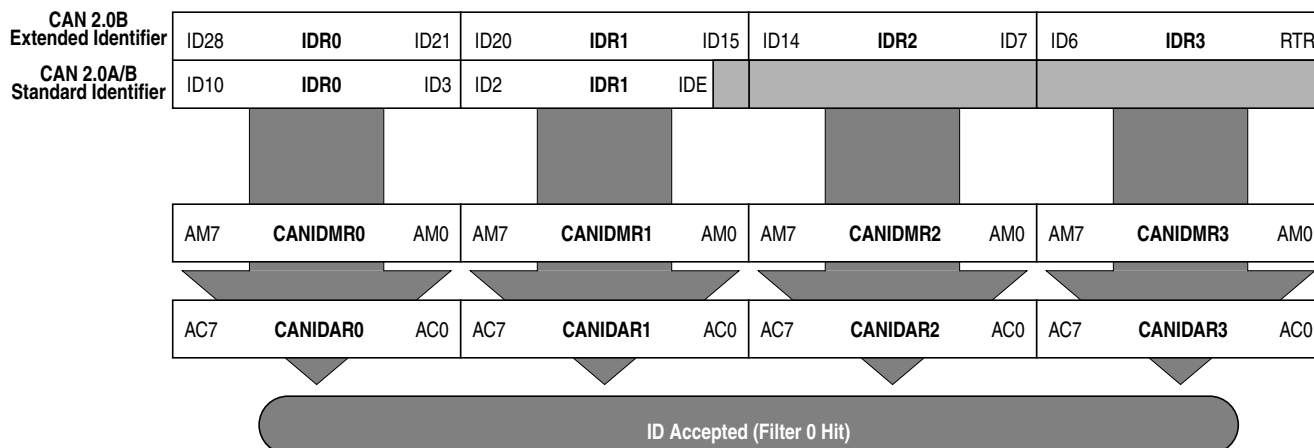 CAN 2.0B
Extended Identifier ID28 IDR0 ID21 ID20 IDR1 ID15 ID14 IDR2 ID7 ID6 IDR3 RTR
CAN 2.0A/B
Standard Identifier ID10 IDR0 ID3 ID2 IDR1 IDE
AM7 CANIDMR0 AM0 AM7 CANIDMR1 AM0 AM7 CANIDMR2 AM0 AM7 CANIDMR3 AM0
AC7 CANIDAR0 AC0 AC7 CANIDAR1 AC0 AC7 CANIDAR2 AC0 AC7 CANIDAR3 AC0
ID Accepted (Filter 0 Hit)